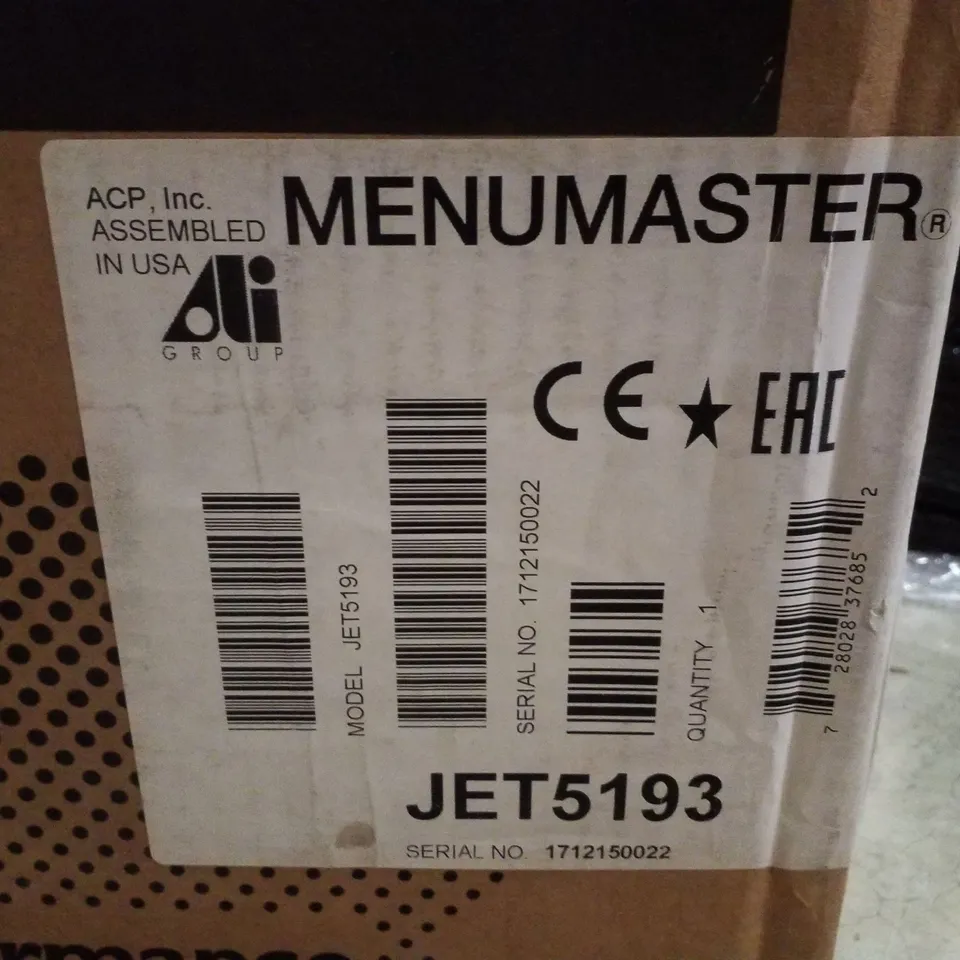 ACP, Inc.
ASSEMBLED
IN USA
MENUMASTER®
Ali
GROUP
CE ★ EAC
MODEL JET5193
SERIAL NO. 1712150022
QUANTITY 1
7 28028 37685 2
JET5193
SERIAL NO. 1712150022